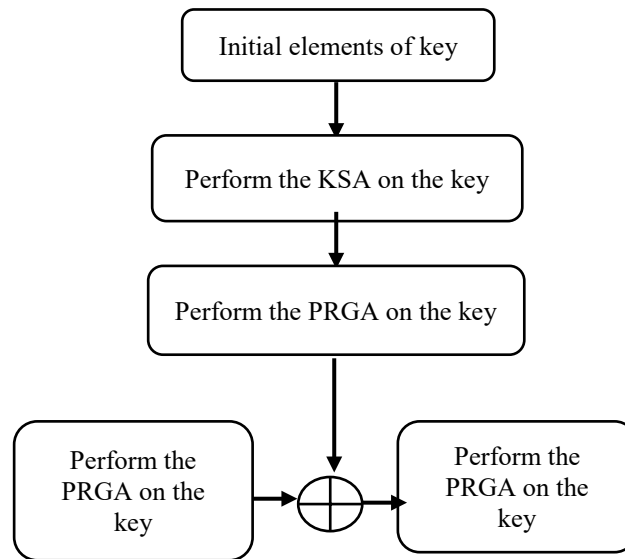 Initial elements of key
Perform the KSA on the key
Perform the PRGA on the key
Perform the
PRGA on the
key
Perform the
PRGA on the
key